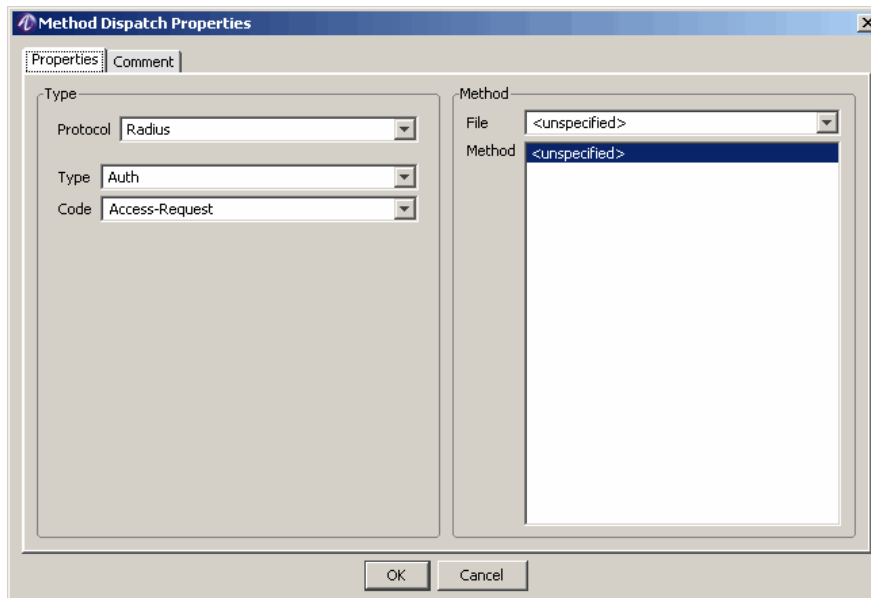 Method Dispatch Properties
Properties Comment
Type
Protocol Radius
Type Auth
Code Access-Request
Method
File <unspecified>
Method <unspecified>
OK Cancel